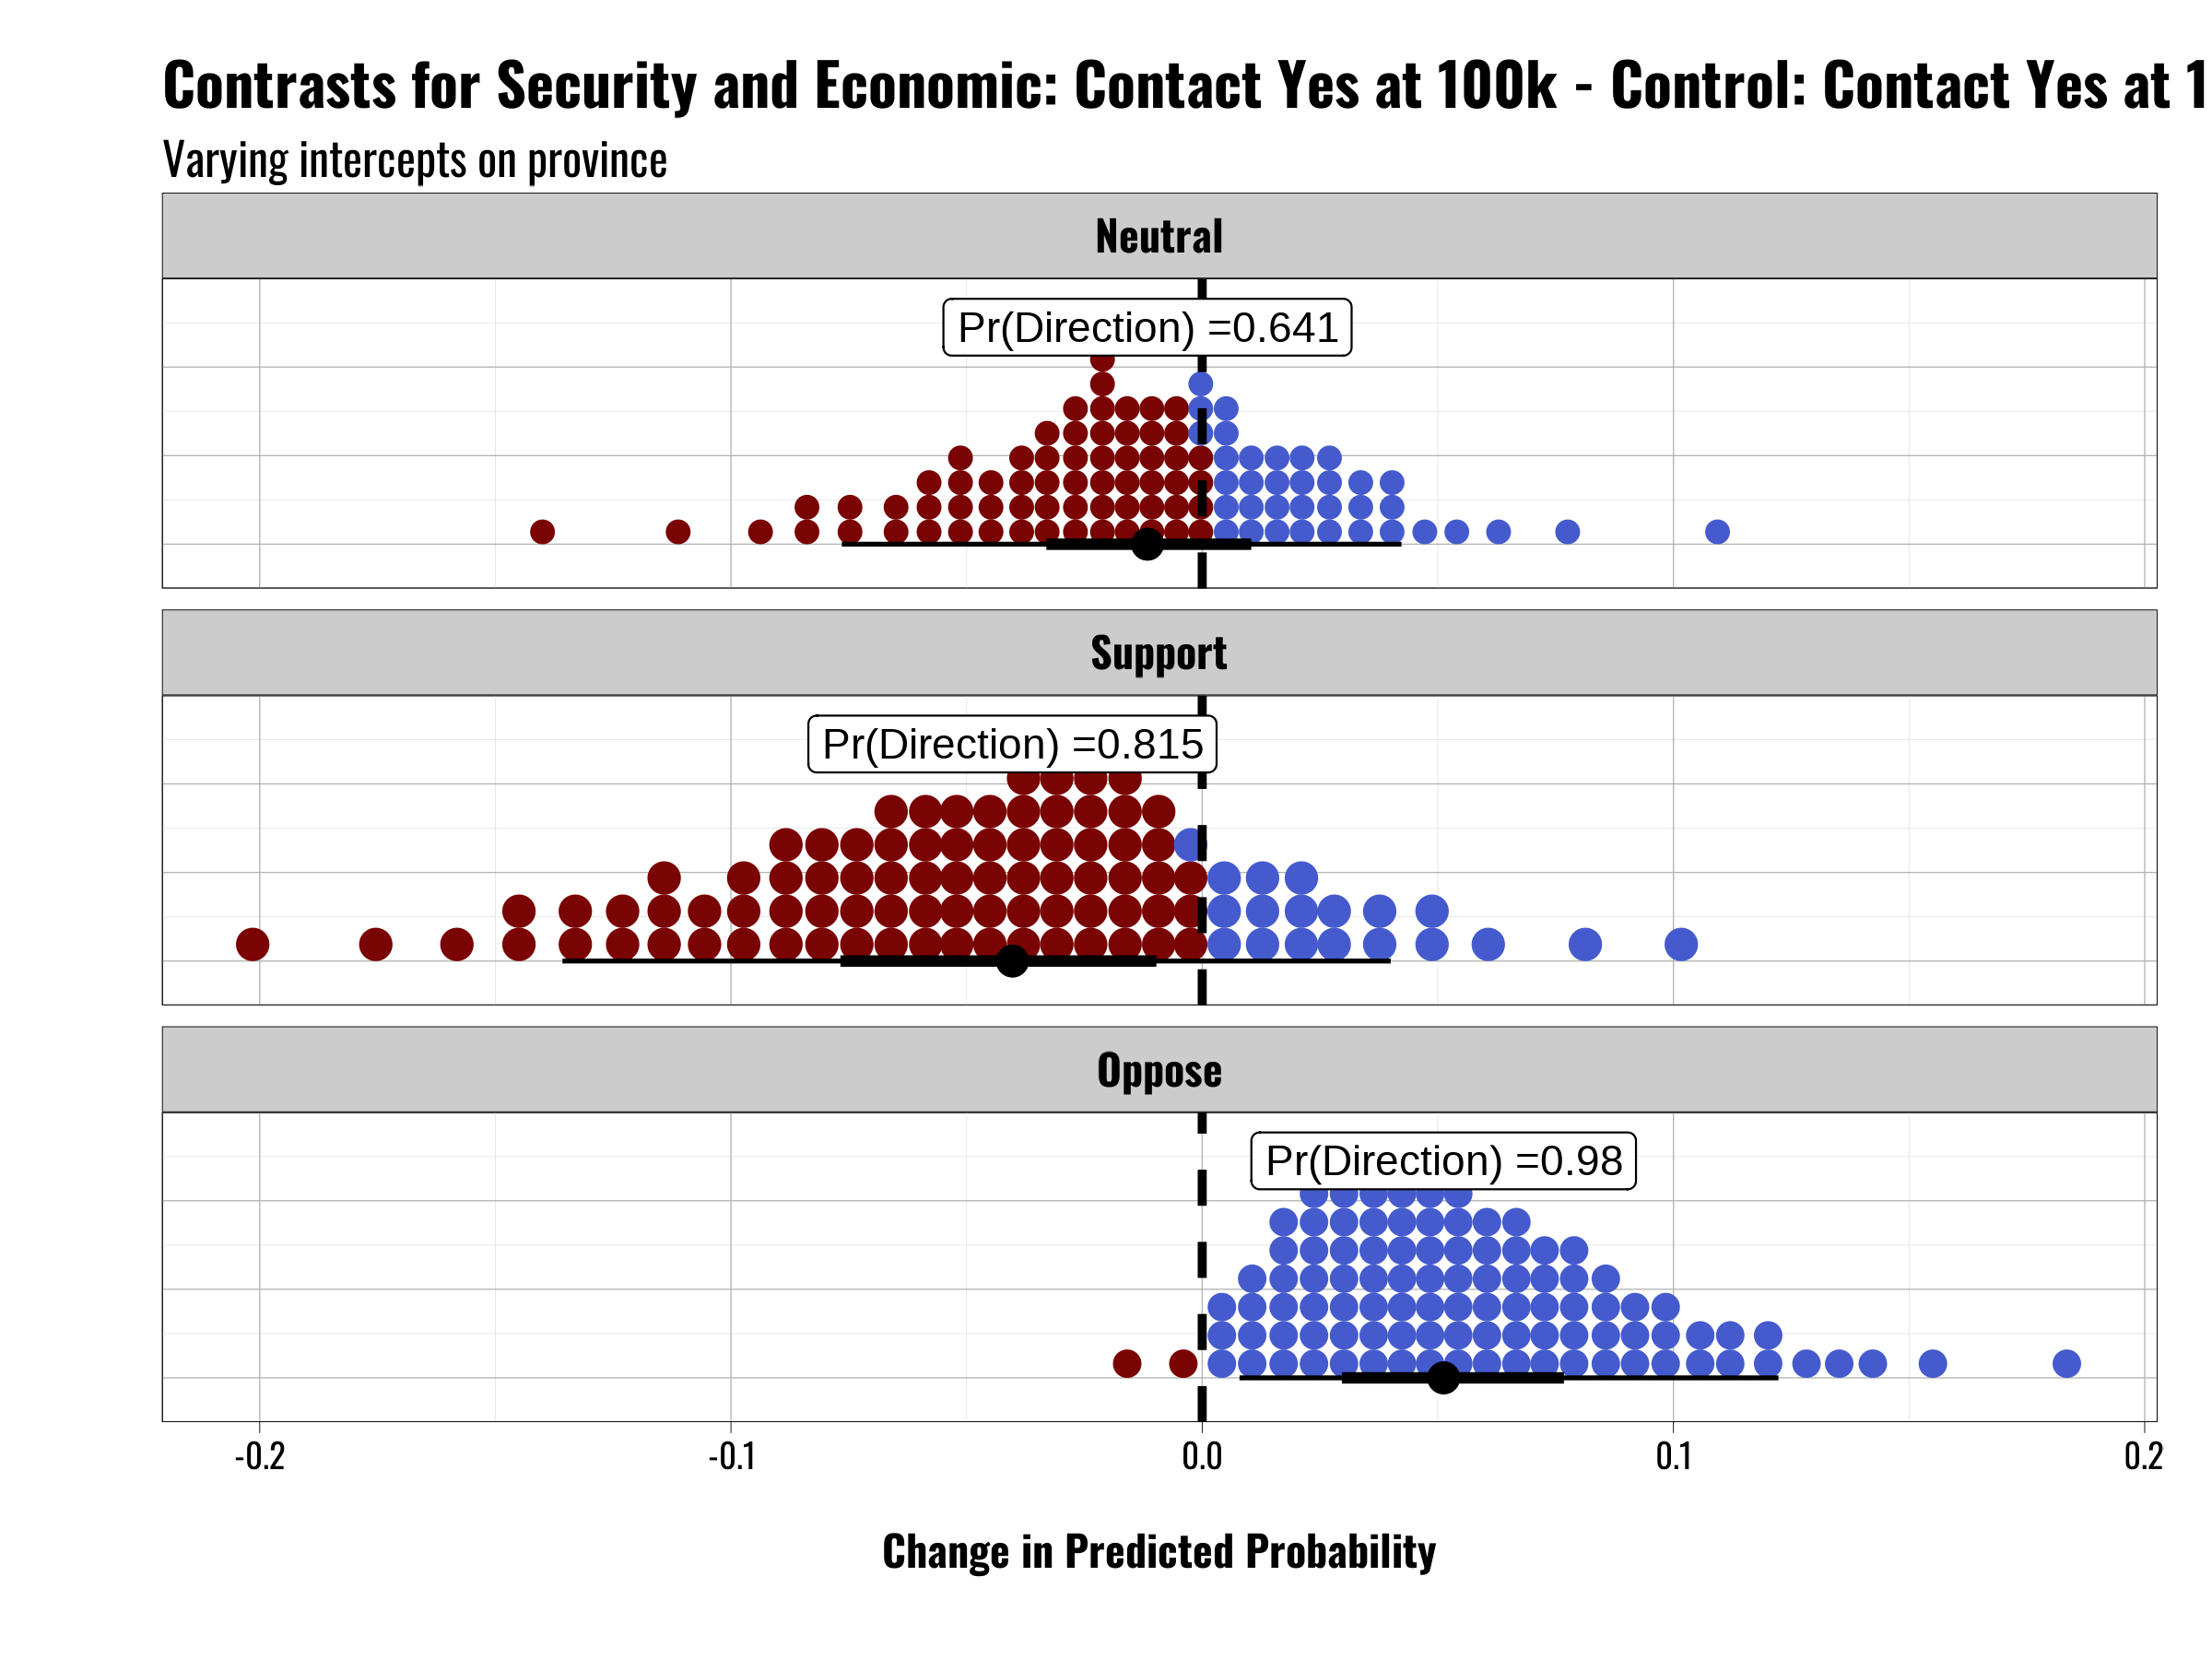 Contrasts for Security and Economic: Contact Yes at 100k - Control: Contact Yes at 1
Varying intercepts on province
Neutral
Pr(Direction) =0.641
Support
Pr(Direction) =0.815
Oppose
Pr(Direction) =0.98
-0.2 -0.1 0.0 0.1 0.2
Change in Predicted Probability